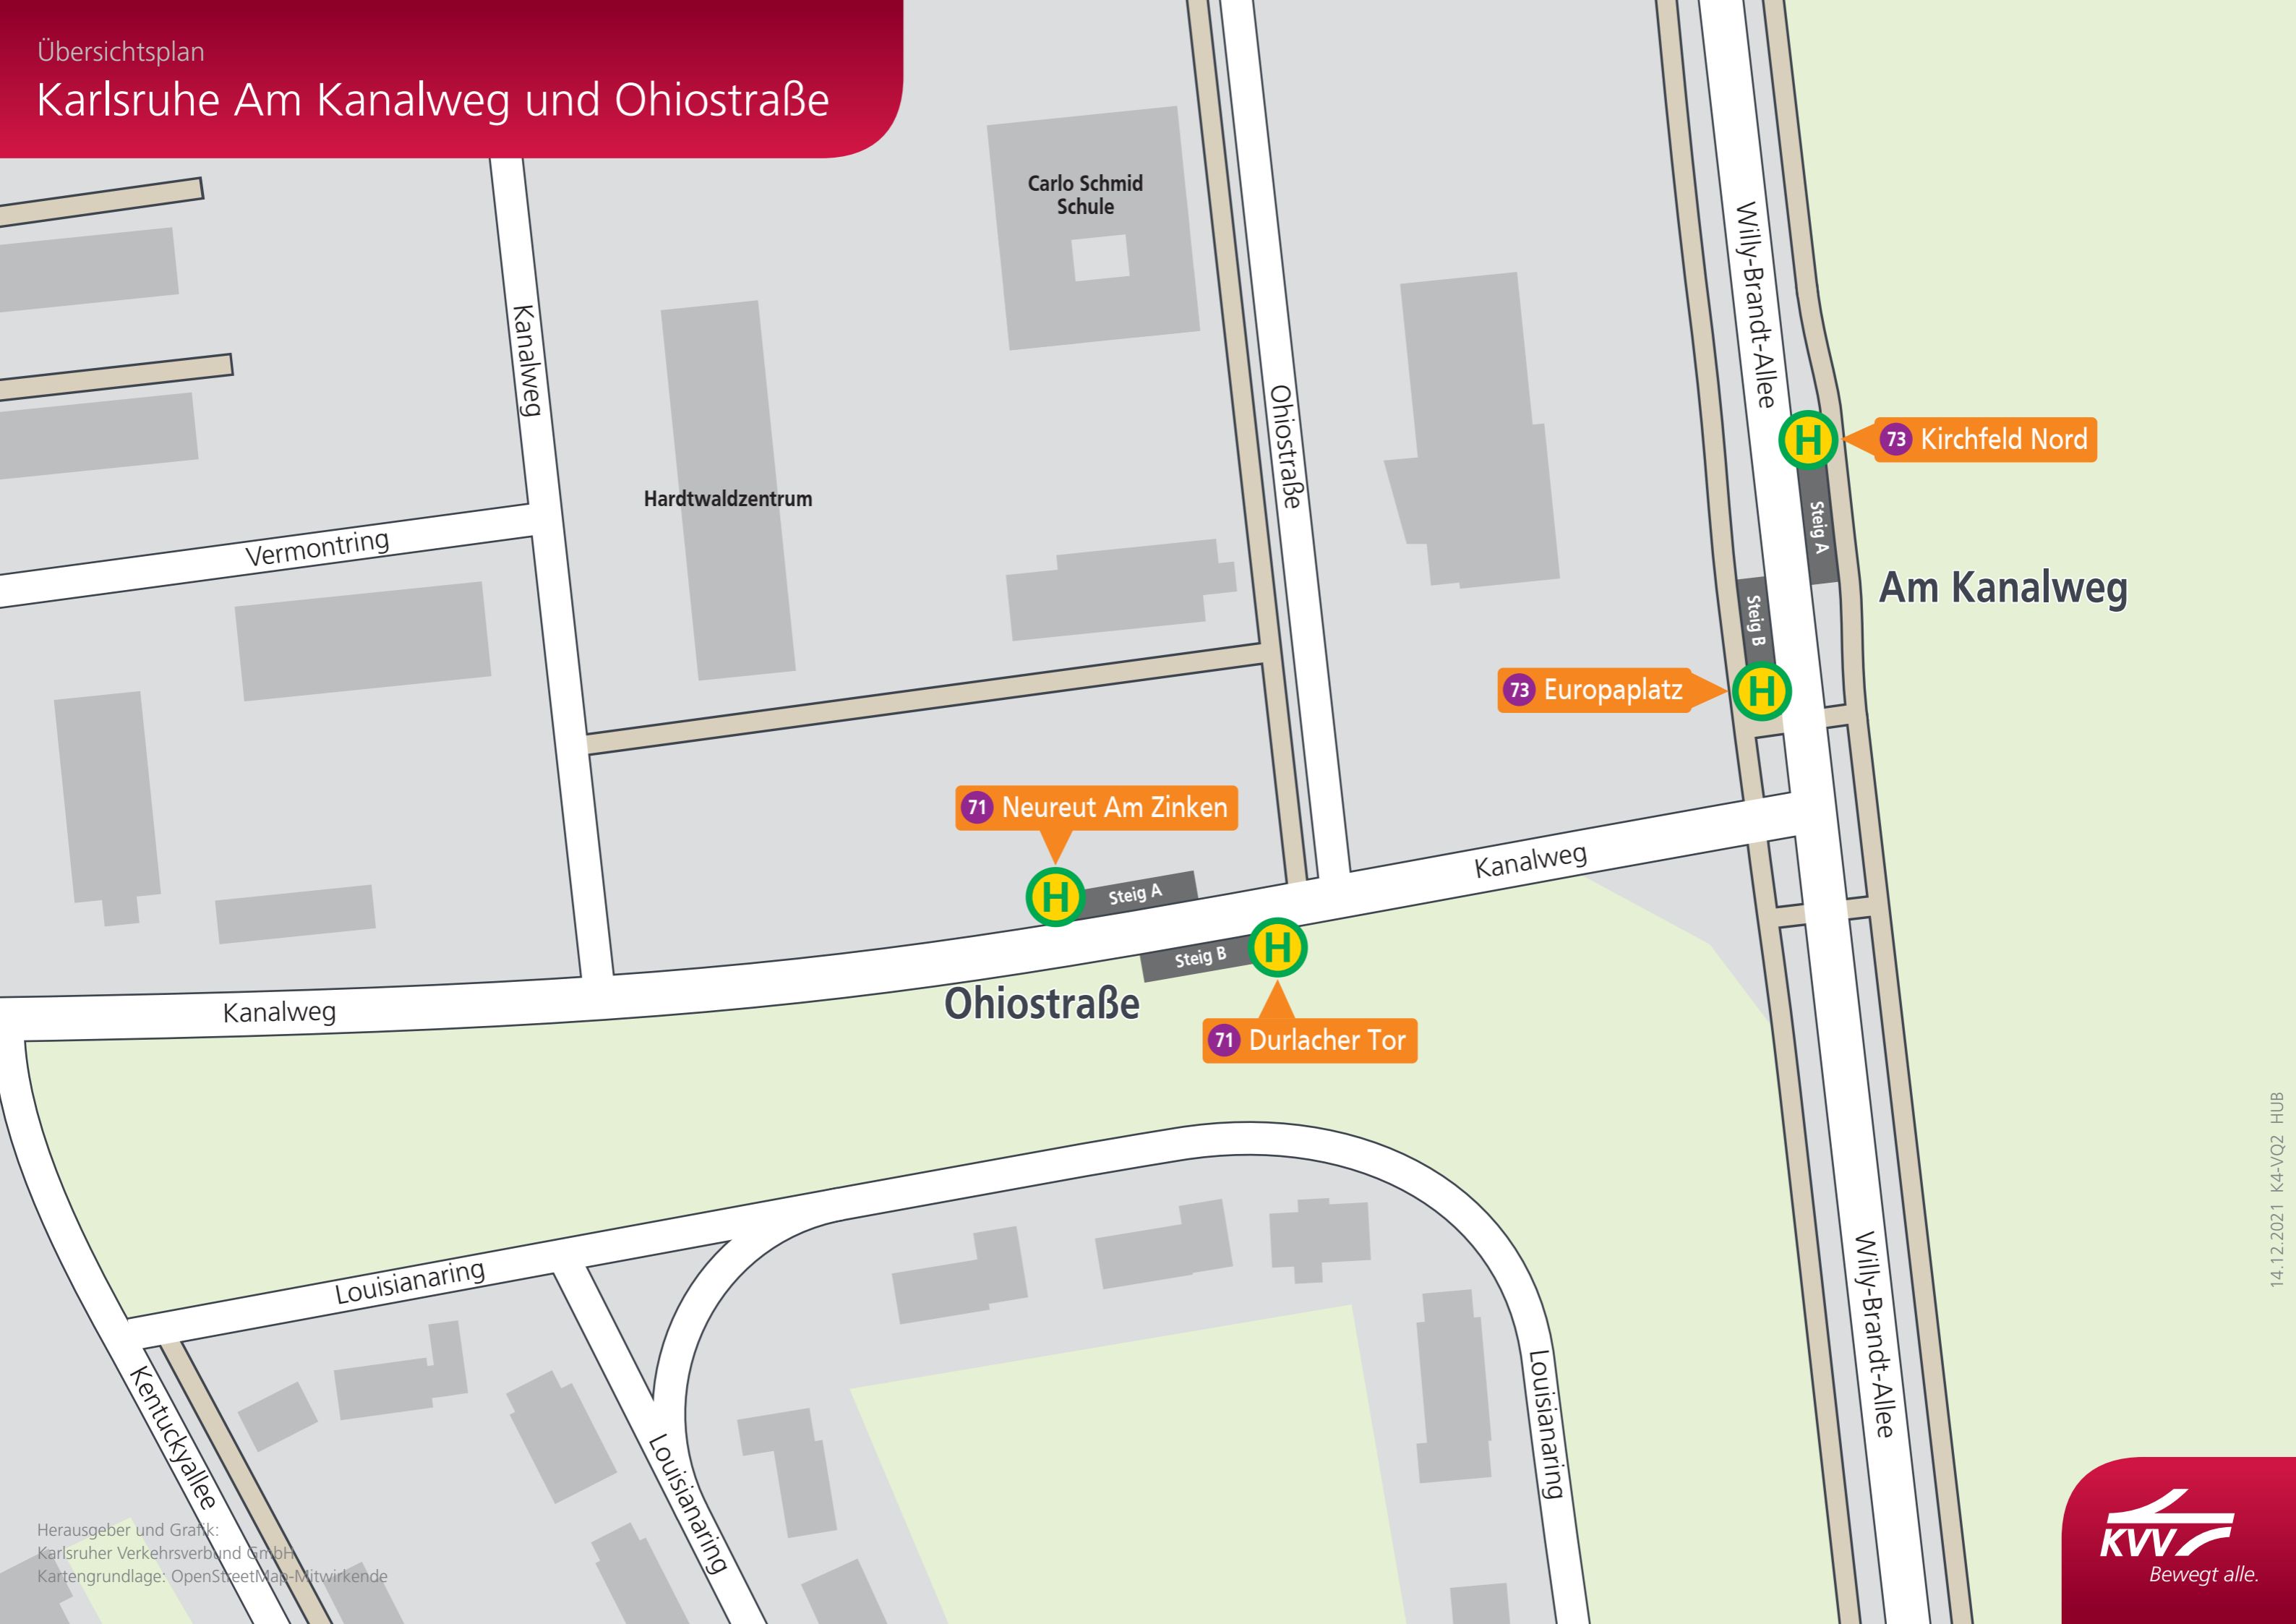 Übersichtsplan
Karlsruhe Am Kanalweg und Ohiostraße
Carlo Schmid
Schule
Willy-Brandt-Allee
Kanalweg
Ohiostraße
73 Kirchfeld Nord
H
Hardtwaldzentrum
Steig A
Vermontring
Am Kanalweg
Steig B
73 Europaplatz
H
71 Neureut Am Zinken
Kanalweg
H
Steig A
Steig B
H
Kanalweg
Ohiostraße
71 Durlacher Tor
14.12.2021 K4-VQ2 HUB
Louisianaring
Willy-Brandt-Allee
Kentuckyallee
Louisianaring
Louisianaring
Herausgeber und Grafik:
Karlsruher Verkehrsverbund GmbH
Kartengrundlage: OpenStreetMap-Mitwirkende
KVV
Bewegt alle.